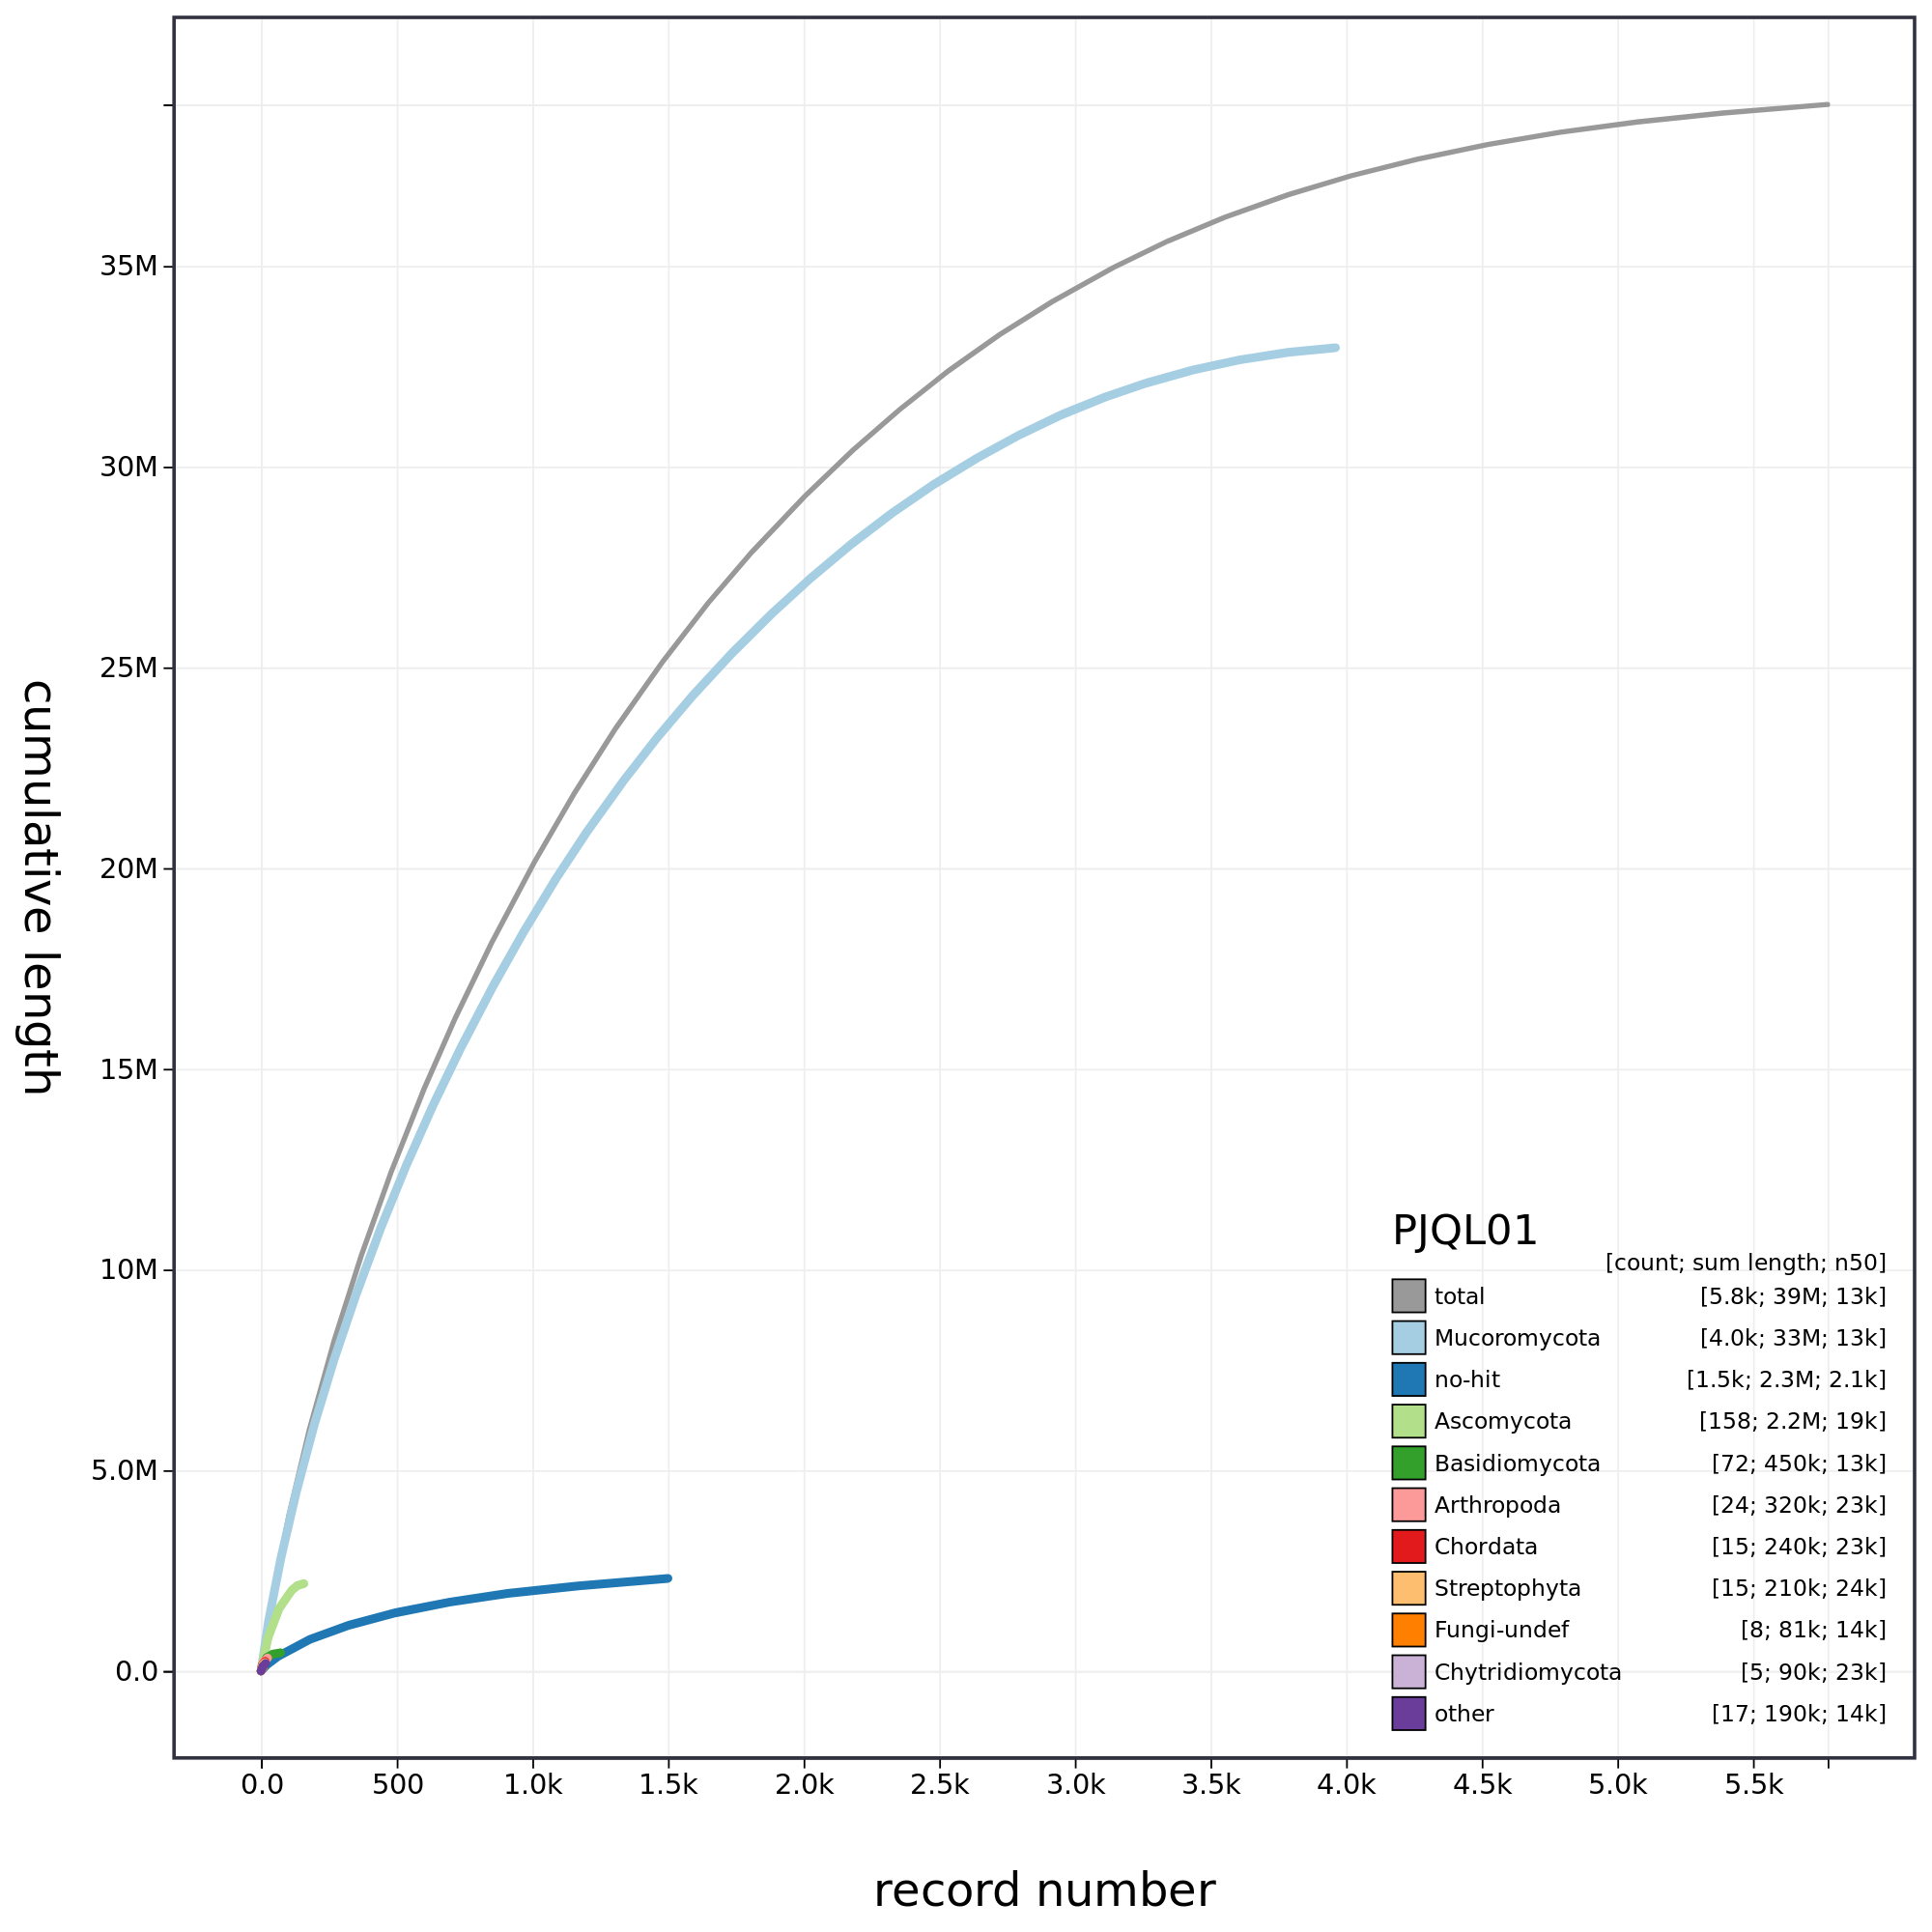 cumulative length
35M
30M
25M
20M
15M
10M
5.0M
0.0
PJQL01
[count; sum length; n50]
total [5.8k; 39M; 13k]
Mucoromycota [4.0k; 33M; 13k]
no-hit [1.5k; 2.3M; 2.1k]
Ascomycota [158; 2.2M; 19k]
Basidiomycota [72; 450k; 13k]
Arthropoda [24; 320k; 23k]
Chordata [15; 240k; 23k]
Streptophyta [15; 210k; 24k]
Fungi-undef [8; 81k; 14k]
Chytridiomycota [5; 90k; 23k]
other [17; 190k; 14k]
0.0 500 1.0k 1.5k 2.0k 2.5k 3.0k 3.5k 4.0k 4.5k 5.0k 5.5k
record number